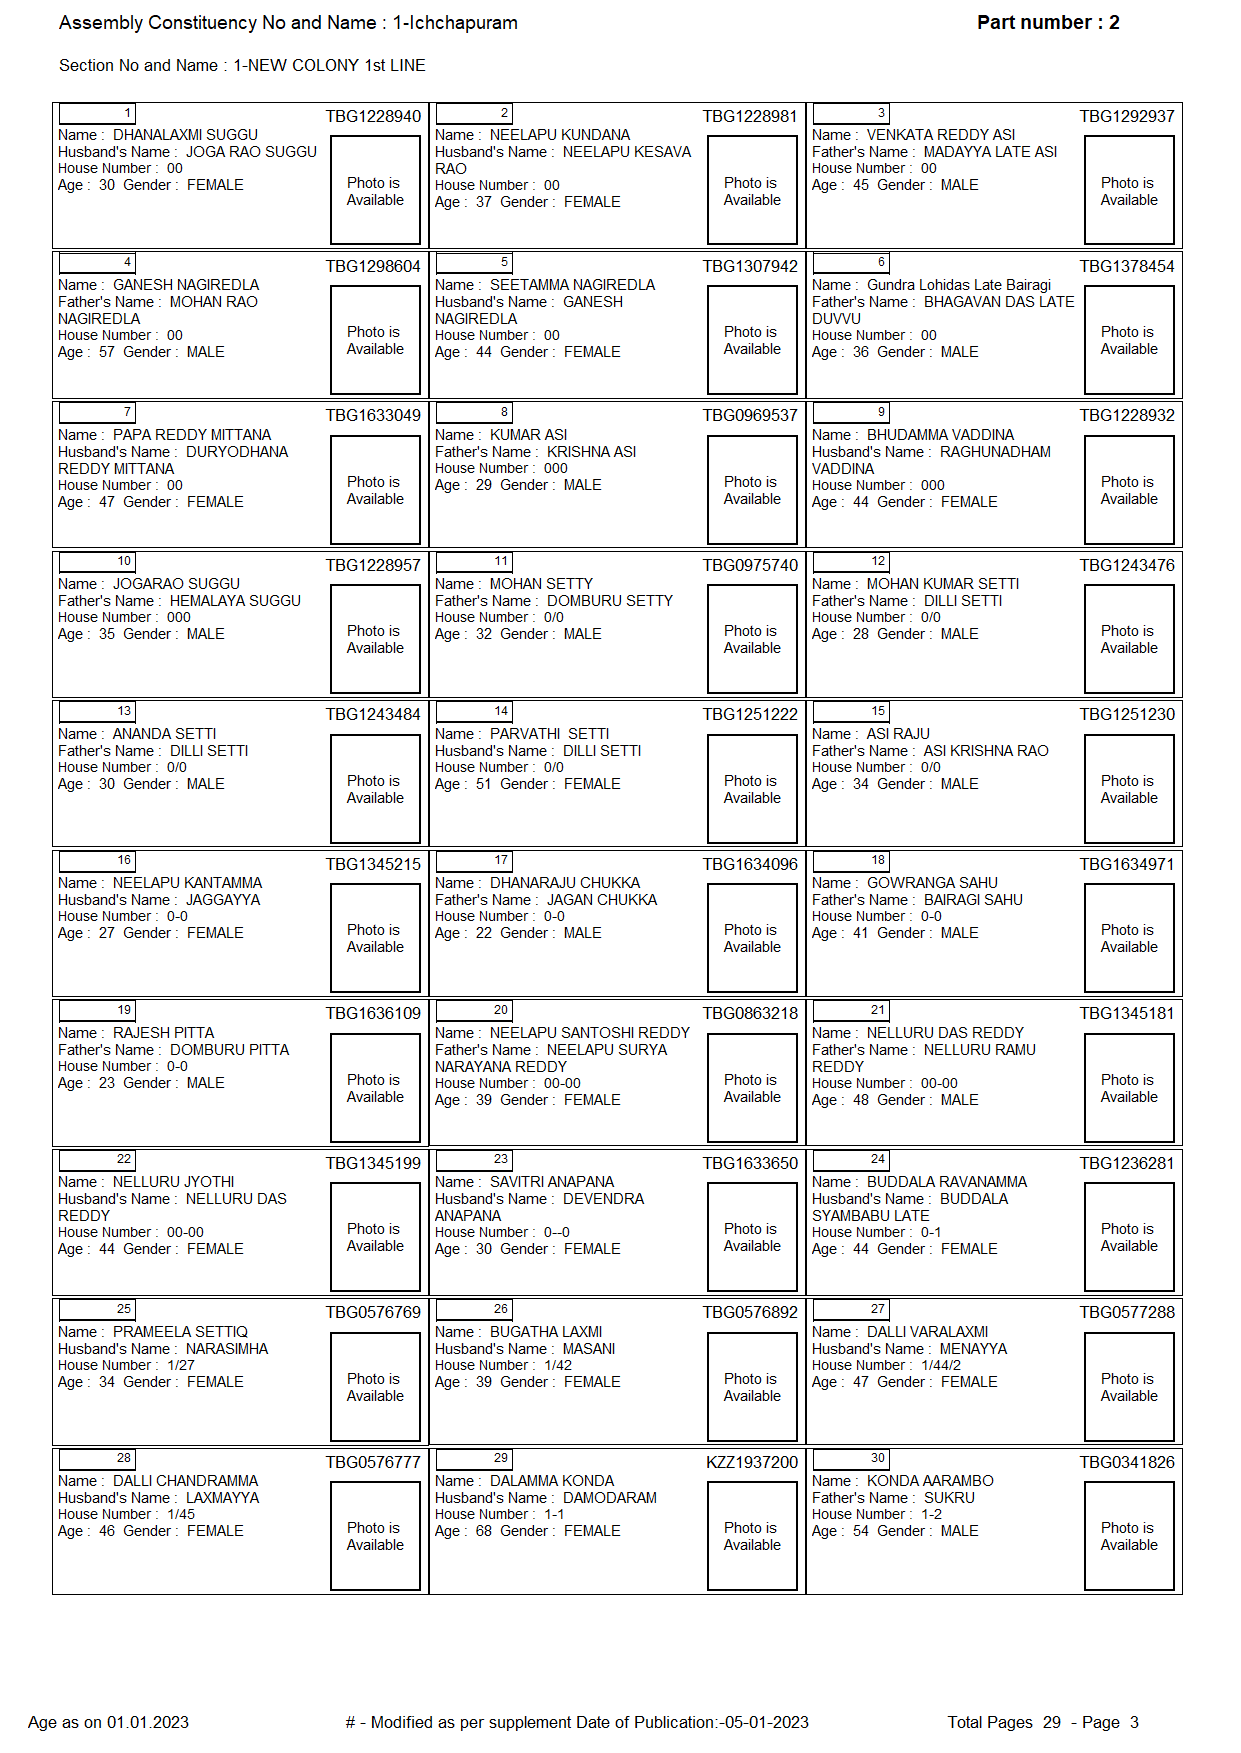 Assembly Constituency No and Name : 1-Ichchapuram
Part number : 2
Section No and Name : 1-NEW COLONY 1st LINE
1
TBG1228940
Name : DHANALAXMI SUGGU
Husband's Name : JOGA RAO SUGGU
House Number : 00
Age : 30 Gender : FEMALE
Photo is
Available
2
TBG1228981
Name : NEELAPU KUNDANA
Husband's Name : NEELAPU KESAVA
RAO
House Number : 00
Age : 37 Gender : FEMALE
Photo is
Available
3
TBG1292937
Name : VENKATA REDDY ASI
Father's Name : MADAYYA LATE ASI
House Number : 00
Age : 45 Gender : MALE
Photo is
Available
4
TBG1298604
Name : GANESH NAGIREDLA
Father's Name : MOHAN RAO
NAGIREDLA
House Number : 00
Age : 57 Gender : MALE
Photo is
Available
5
TBG1307942
Name : SEETAMMA NAGIREDLA
Husband's Name : GANESH
NAGIREDLA
House Number : 00
Age : 44 Gender : FEMALE
Photo is
Available
6
TBG1378454
Name : Gundra Lohidas Late Bairagi
Father's Name : BHAGAVAN DAS LATE
DUVVU
House Number : 00
Age : 36 Gender : MALE
Photo is
Available
7
TBG1633049
Name : PAPA REDDY MITTANA
Husband's Name : DURYODHANA
REDDY MITTANA
House Number : 00
Age : 47 Gender : FEMALE
Photo is
Available
8
TBG0969537
Name : KUMAR ASI
Father's Name : KRISHNA ASI
House Number : 000
Age : 29 Gender : MALE
Photo is
Available
9
TBG1228932
Name : BHUDAMMA VADDINA
Husband's Name : RAGHUNADHAM
VADDINA
House Number : 000
Age : 44 Gender : FEMALE
Photo is
Available
10
TBG1228957
Name : JOGARAO SUGGU
Father's Name : HEMALAYA SUGGU
House Number : 000
Age : 35 Gender : MALE
Photo is
Available
11
TBG0975740
Name : MOHAN SETTY
Father's Name : DOMBURU SETTY
House Number : 0/0
Age : 32 Gender : MALE
Photo is
Available
12
TBG1243476
Name : MOHAN KUMAR SETTI
Father's Name : DILLI SETTI
House Number : 0/0
Age : 28 Gender : MALE
Photo is
Available
13
TBG1243484
Name : ANANDA SETTI
Father's Name : DILLI SETTI
House Number : 0/0
Age : 30 Gender : MALE
Photo is
Available
14
TBG1251222
Name : PARVATHI SETTI
Husband's Name : DILLI SETTI
House Number : 0/0
Age : 51 Gender : FEMALE
Photo is
Available
15
TBG1251230
Name : ASI RAJU
Father's Name : ASI KRISHNA RAO
House Number : 0/0
Age : 34 Gender : MALE
Photo is
Available
16
TBG1345215
Name : NEELAPU KANTAMMA
Husband's Name : JAGGAYYA
House Number : 0-0
Age : 27 Gender : FEMALE
Photo is
Available
17
TBG1634096
Name : DHANARAJU CHUKKA
Father's Name : JAGAN CHUKKA
House Number : 0-0
Age : 22 Gender : MALE
Photo is
Available
18
TBG1634971
Name : GOWRANGA SAHU
Father's Name : BAIRAGI SAHU
House Number : 0-0
Age : 41 Gender : MALE
Photo is
Available
19
TBG1636109
Name : RAJESH PITTA
Father's Name : DOMBURU PITTA
House Number : 0-0
Age : 23 Gender : MALE
Photo is
Available
20
TBG0863218
Name : NEELAPU SANTOSHI REDDY
Father's Name : NEELAPU SURYA
NARAYANA REDDY
House Number : 00-00
Age : 39 Gender : FEMALE
Photo is
Available
21
TBG1345181
Name : NELLURU DAS REDDY
Father's Name : NELLURU RAMU
REDDY
House Number : 00-00
Age : 48 Gender : MALE
Photo is
Available
22
TBG1345199
Name : NELLURU JYOTHI
Husband's Name : NELLURU DAS
REDDY
House Number : 00-00
Age : 44 Gender : FEMALE
Photo is
Available
23
TBG1633650
Name : SAVITRI ANAPANA
Husband's Name : DEVENDRA
ANAPANA
House Number : 0--0
Age : 30 Gender : FEMALE
Photo is
Available
24
TBG1236281
Name : BUDDALA RAVANAMMA
Husband's Name : BUDDALA
SYAMBABU LATE
House Number : 0-1
Age : 44 Gender : FEMALE
Photo is
Available
25
TBG0576769
Name : PRAMEELA SETTIQ
Husband's Name : NARASIMHA
House Number : 1/27
Age : 34 Gender : FEMALE
Photo is
Available
26
TBG0576892
Name : BUGATHA LAXMI
Husband's Name : MASANI
House Number : 1/42
Age : 39 Gender : FEMALE
Photo is
Available
27
TBG0577288
Name : DALLI VARALAXMI
Husband's Name : MENAYYA
House Number : 1/44/2
Age : 47 Gender : FEMALE
Photo is
Available
28
TBG0576777
Name : DALLI CHANDRAMMA
Husband's Name : LAXMAYYA
House Number : 1/45
Age : 46 Gender : FEMALE
Photo is
Available
29
KZZ1937200
Name : DALAMMA KONDA
Husband's Name : DAMODARAM
House Number : 1-1
Age : 68 Gender : FEMALE
Photo is
Available
30
TBG0341826
Name : KONDA AARAMBO
Father's Name : SUKRU
House Number : 1-2
Age : 54 Gender : MALE
Photo is
Available
Age as on 01.01.2023
# - Modified as per supplement Date of Publication:-05-01-2023
Total Pages 29 - Page 3